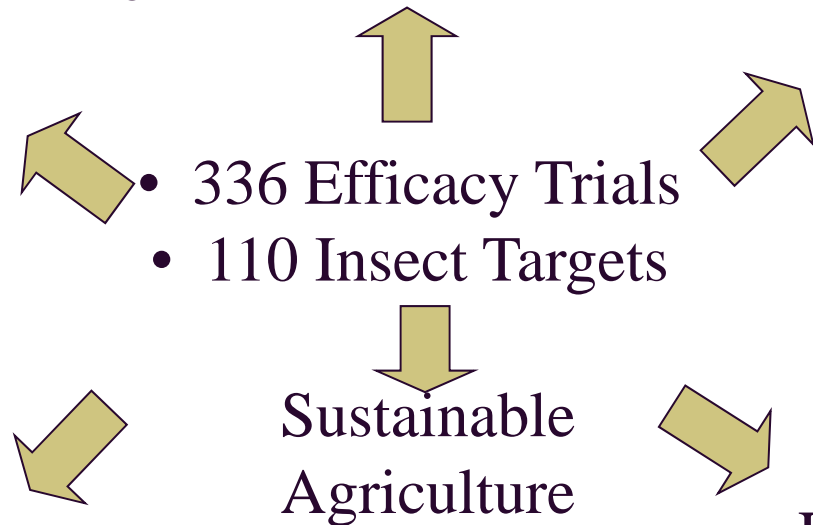 • 336 Efficacy Trials
• 110 Insect Targets
Sustainable
Agriculture